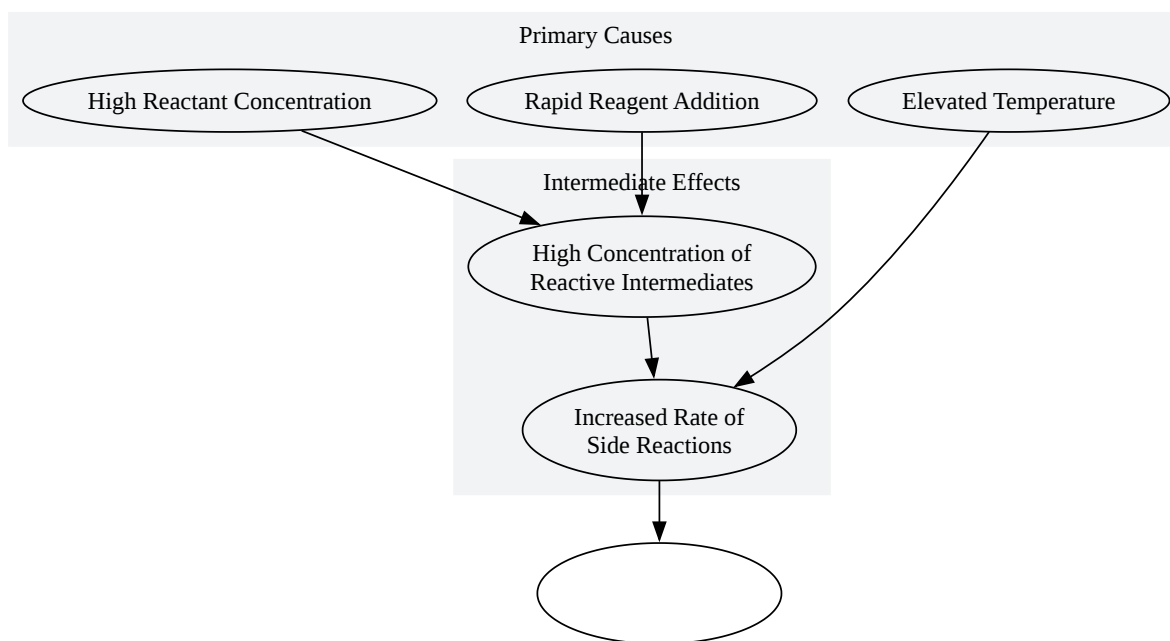 Primary Causes
High Reactant Concentration
Rapid Reagent Addition
Elevated Temperature
Intermediate Effects
High Concentration of
Reactive Intermediates
Increased Rate of
Side Reactions